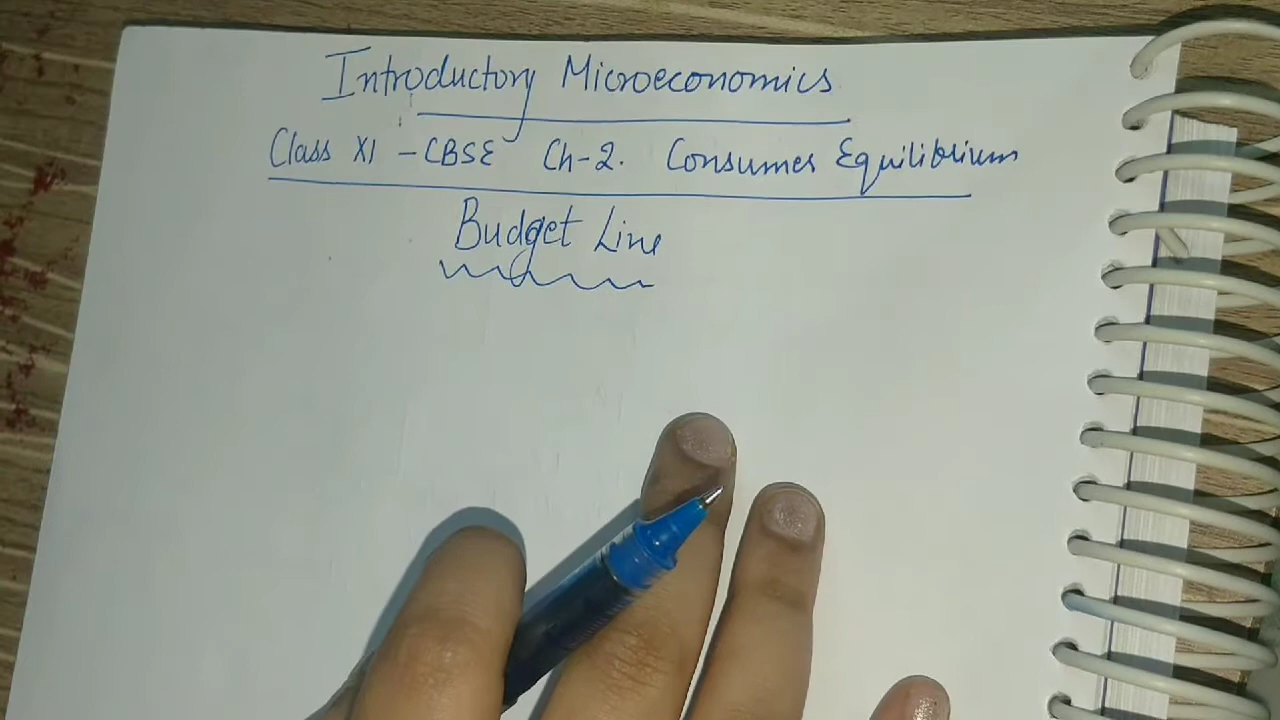 Introductory Microeconomics
Class XI - CBSE Ch-2. Consumer Equilibrium
Budget Line